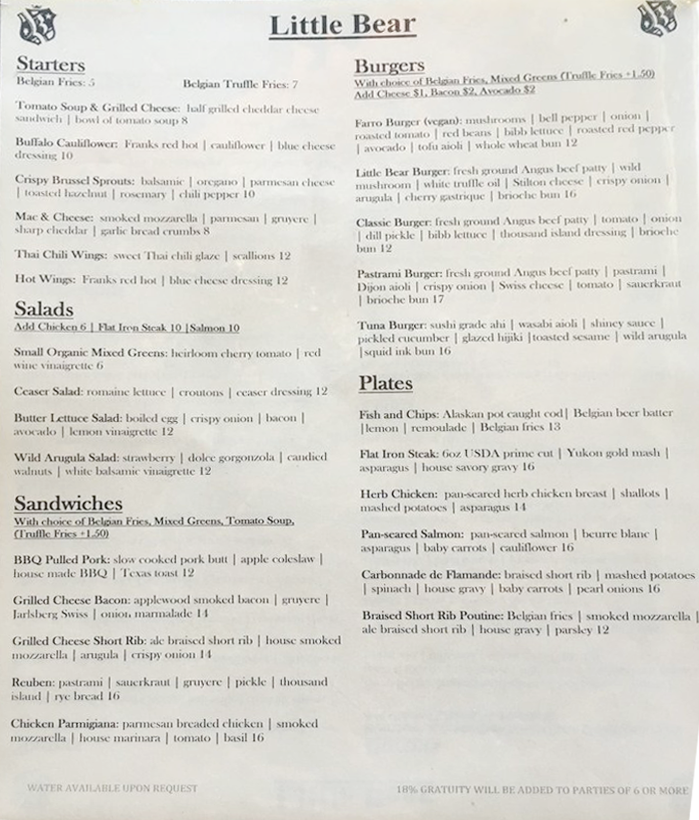 Little Bear
Starters
Belgian Fries: 5
Belgian Truffle Fries: 7
Tomato Soup & Grilled Cheese: half grilled cheddar cheese
sandwich | bowl of tomato soup 8
Buffalo Cauliflower: Franks red hot | cauliflower | blue cheese
dressing 10
Crispy Brussel Sprouts: balsamic | oregano | parmesan cheese
| toasted hazelnut | rosemary | chili pepper 10
Mac & Cheese: smoked mozzarella | parmesan | gruyere |
sharp cheddar | garlic bread crumbs 8
Thai Chili Wings: sweet Thai chili glaze | scallions 12
Hot Wings: Franks red hot | blue cheese dressing 12
Salads
Add Chicken 6 | Flat Iron Steak 10 |Salmon 10
Small Organic Mixed Greens: heirloom cherry tomato | red
wine vinaigrette 6
Ceaser Salad: romaine lettuce | croutons | ceaser dressing 12
Butter Lettuce Salad: boiled egg | crispy onion | bacon |
avocado | lemon vinaigrette 12
Wild Arugula Salad: strawberry | dolce gorgonzola | candied
walnuts | white balsamic vinaigrette 12
Sandwiches
With choice of Belgian Fries, Mixed Greens, Tomato Soup,
(Truffle Fries +1.50)
BBQ Pulled Pork: slow cooked pork butt | apple coleslaw |
house made BBQ | Texas toast 12
Grilled Cheese Bacon: applewood smoked bacon | gruyere |
Jarlsberg Swiss | onion marmalade 14
Grilled Cheese Short Rib: ale braised short rib | house smoked
mozzarella | arugula | crispy onion 14
Reuben: pastrami | sauerkraut | gruyere | pickle | thousand
island | rye bread 16
Chicken Parmigiana: parmesan breaded chicken | smoked
mozzarella | house marinara | tomato | basil 16
Burgers
With choice of Belgian Fries, Mixed Greens (Truffle Fries +1.50)
Add Cheese $1, Bacon $2, Avocado $2
Farro Burger (vegan): mushrooms | bell pepper | onion |
roasted tomato | red beans | bibb lettuce | roasted red pepper
| avocado | tofu aioli | whole wheat bun 12
Little Bear Burger: fresh ground Angus beef patty | wild
mushroom | white truffle oil | Stilton cheese | crispy onion |
arugula | cherry gastrique | brioche bun 16
Classic Burger: fresh ground Angus beef patty | tomato | onion
| dill pickle | bibb lettuce | thousand island dressing | brioche
bun 12
Pastrami Burger: fresh ground Angus beef patty | pastrami |
Dijon aioli | crispy onion | Swiss cheese | tomato | sauerkraut
| brioche bun 17
Tuna Burger: sushi grade ahi | wasabi aioli | shiney sauce |
pickled cucumber | glazed hijiki |toasted sesame | wild arugula
|squid ink bun 16
Plates
Fish and Chips: Alaskan pot caught cod| Belgian beer batter
|lemon | remoulade | Belgian fries 13
Flat Iron Steak: 6oz USDA prime cut | Yukon gold mash |
asparagus | house savory gravy 16
Herb Chicken: pan-seared herb chicken breast | shallots |
mashed potatoes | asparagus 14
Pan-seared Salmon: pan-seared salmon | beurre blanc |
asparagus | baby carrots | cauliflower 16
Carbonnade de Flamande: braised short rib | mashed potatoes
| spinach | house gravy | baby carrots | pearl onions 16
Braised Short Rib Poutine: Belgian fries | smoked mozzarella |
ale braised short rib | house gravy | parsley 12
WATER AVAILABLE UPON REQUEST
18% GRATUITY WILL BE ADDED TO PARTIES OF 6 OR MORE